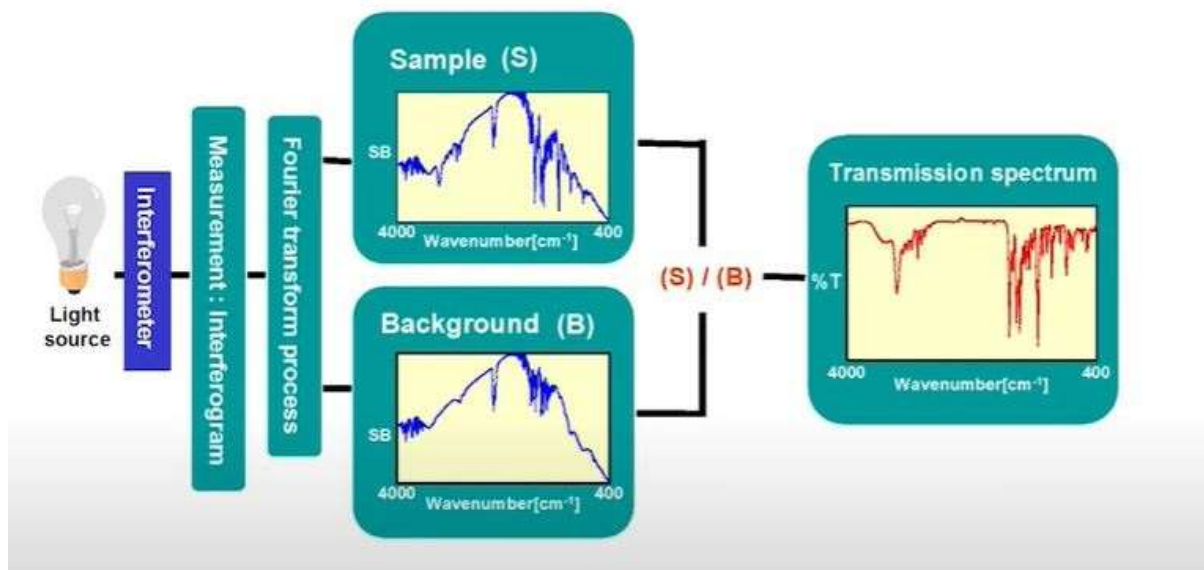 Light
source
Interferometer
Measurement : Interferogram
Fourier transform process
Sample (S)
SB
4000 Wavenumber[cm⁻¹] 400
Background (B)
SB
4000 Wavenumber[cm⁻¹] 400
(S) / (B)
Transmission spectrum
%T
4000 Wavenumber[cm⁻¹] 400